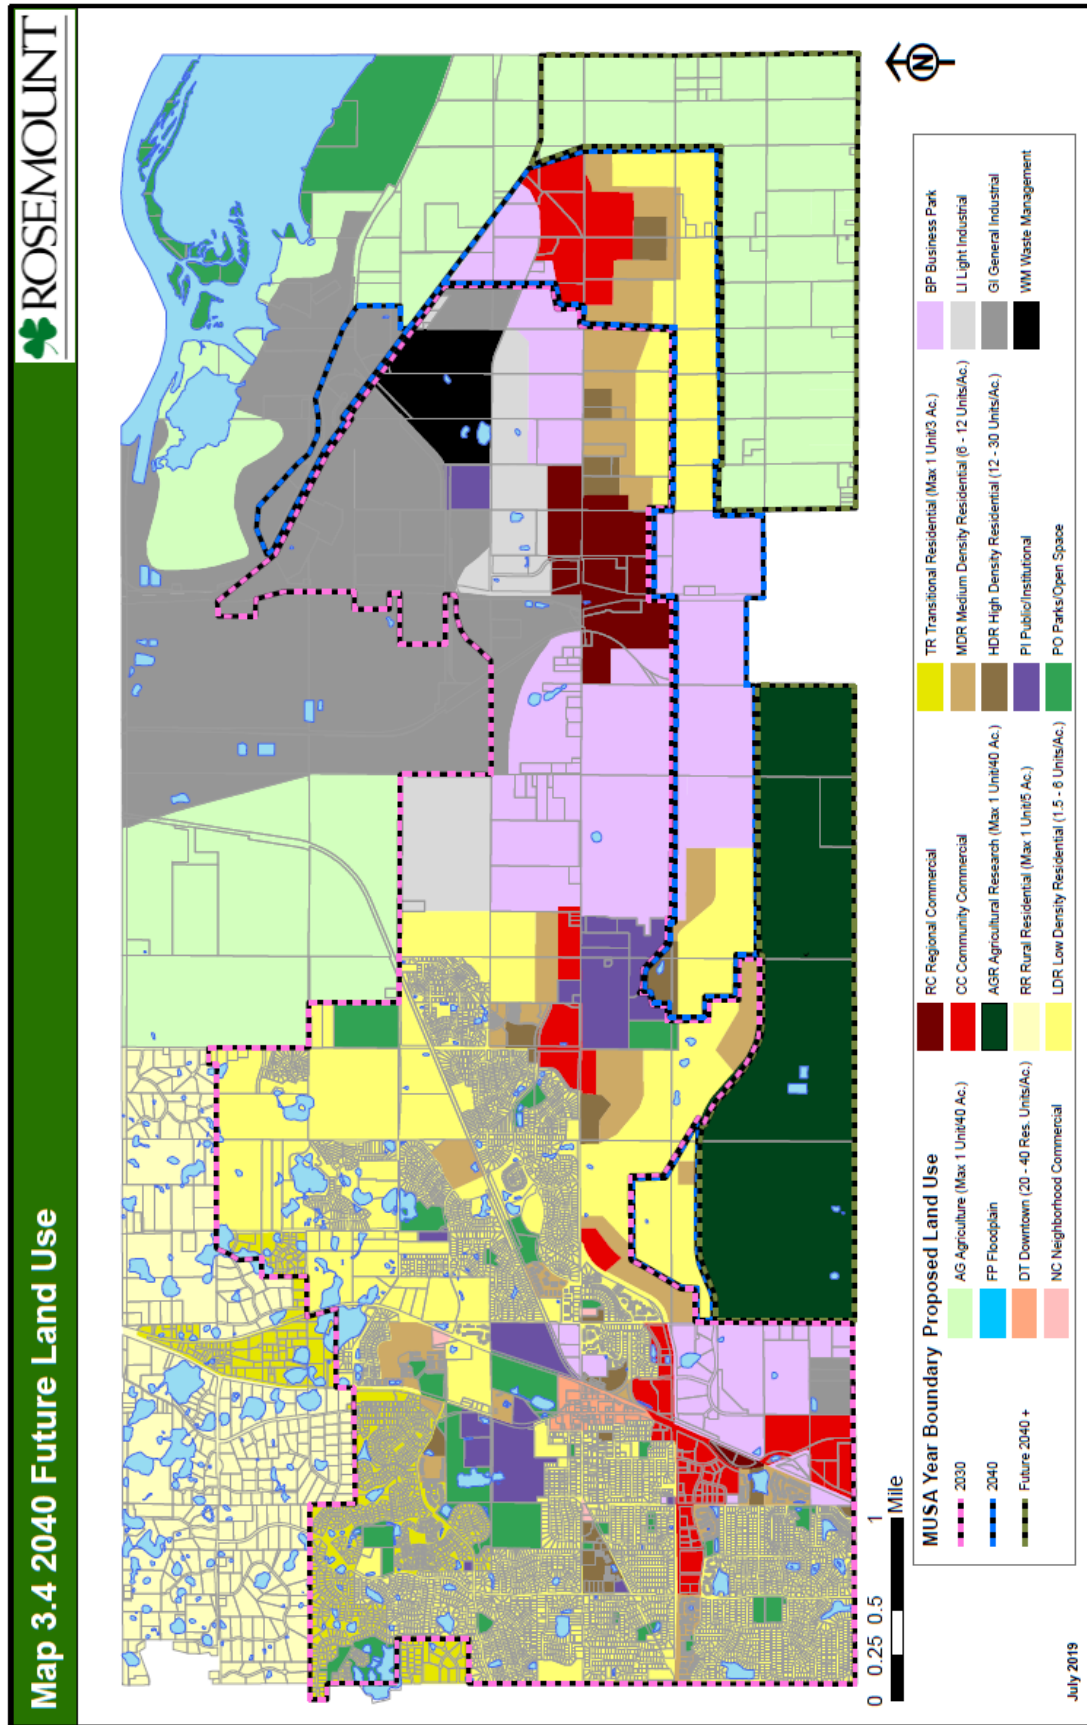 Map 3.4 2040 Future Land Use
ROSEMOUNT
N
0 0.25 0.5 1
Mile
MUSA Year Boundary
2030
2040
Future 2040 +
Proposed Land Use
AG Agriculture (Max 1 Unit/40 Ac.)
FP Floodplain
DT Downtown (20 - 40 Res. Units/Ac.)
NC Neighborhood Commercial
RC Regional Commercial
CC Community Commercial
AGR Agricultural Research (Max 1 Unit/40 Ac.)
RR Rural Residential (Max 1 Unit/5 Ac.)
LDR Low Density Residential (1.5 - 6 Units/Ac.)
TR Transitional Residential (Max 1 Unit/3 Ac.)
MDR Medium Density Residential (6 - 12 Units/Ac.)
HDR High Density Residential (12 - 30 Units/Ac.)
PI Public/Institutional
PO Parks/Open Space
BP Business Park
LI Light Industrial
GI General Industrial
WM Waste Management
July 2019